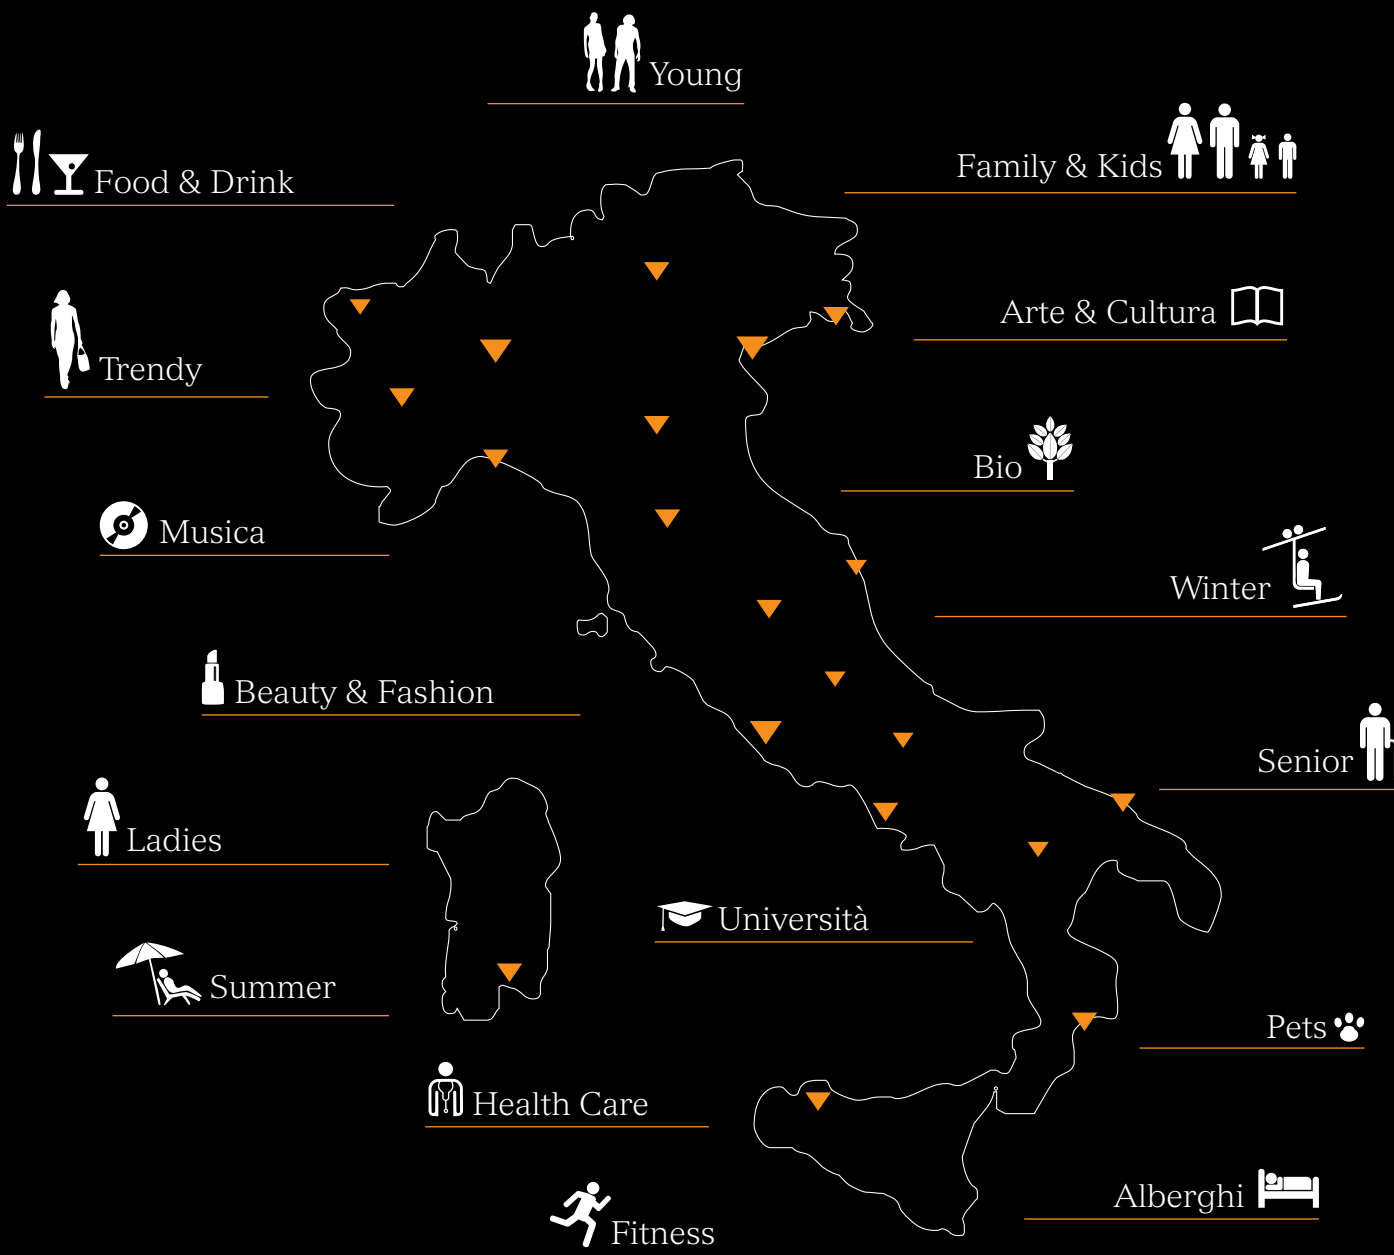 Young
Family & Kids
Food & Drink
Arte & Cultura
Trendy
Bio
Musica
Winter
Beauty & Fashion
Senior
Ladies
Università
Summer
Pets
Health Care
Alberghi
Fitness